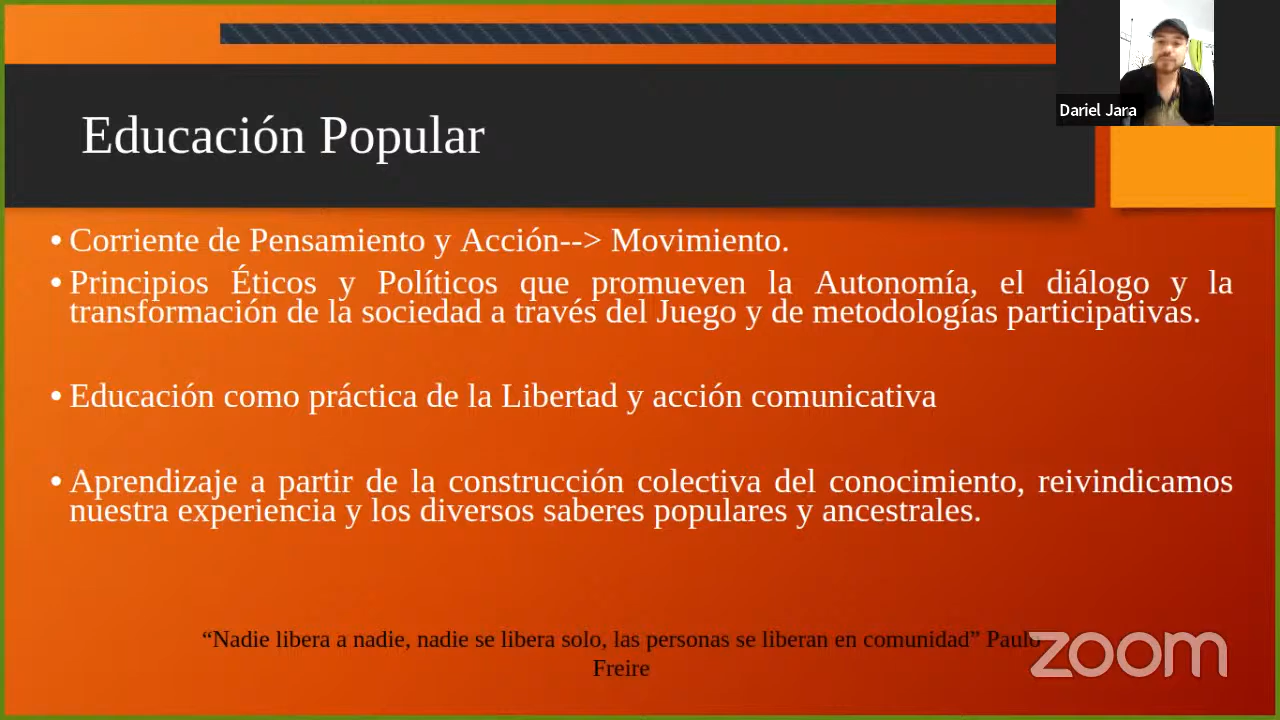 Dariel Jara
Educación Popular
• Corriente de Pensamiento y Acción--> Movimiento.
• Principios Éticos y Políticos que promueven la Autonomía, el diálogo y la
transformación de la sociedad a través del Juego y de metodologías participativas.
• Educación como práctica de la Libertad y acción comunicativa
• Aprendizaje a partir de la construcción colectiva del conocimiento, reivindicamos
nuestra experiencia y los diversos saberes populares y ancestrales.
“Nadie libera a nadie, nadie se libera solo, las personas se liberan en comunidad” Paulo
Freire
zoom